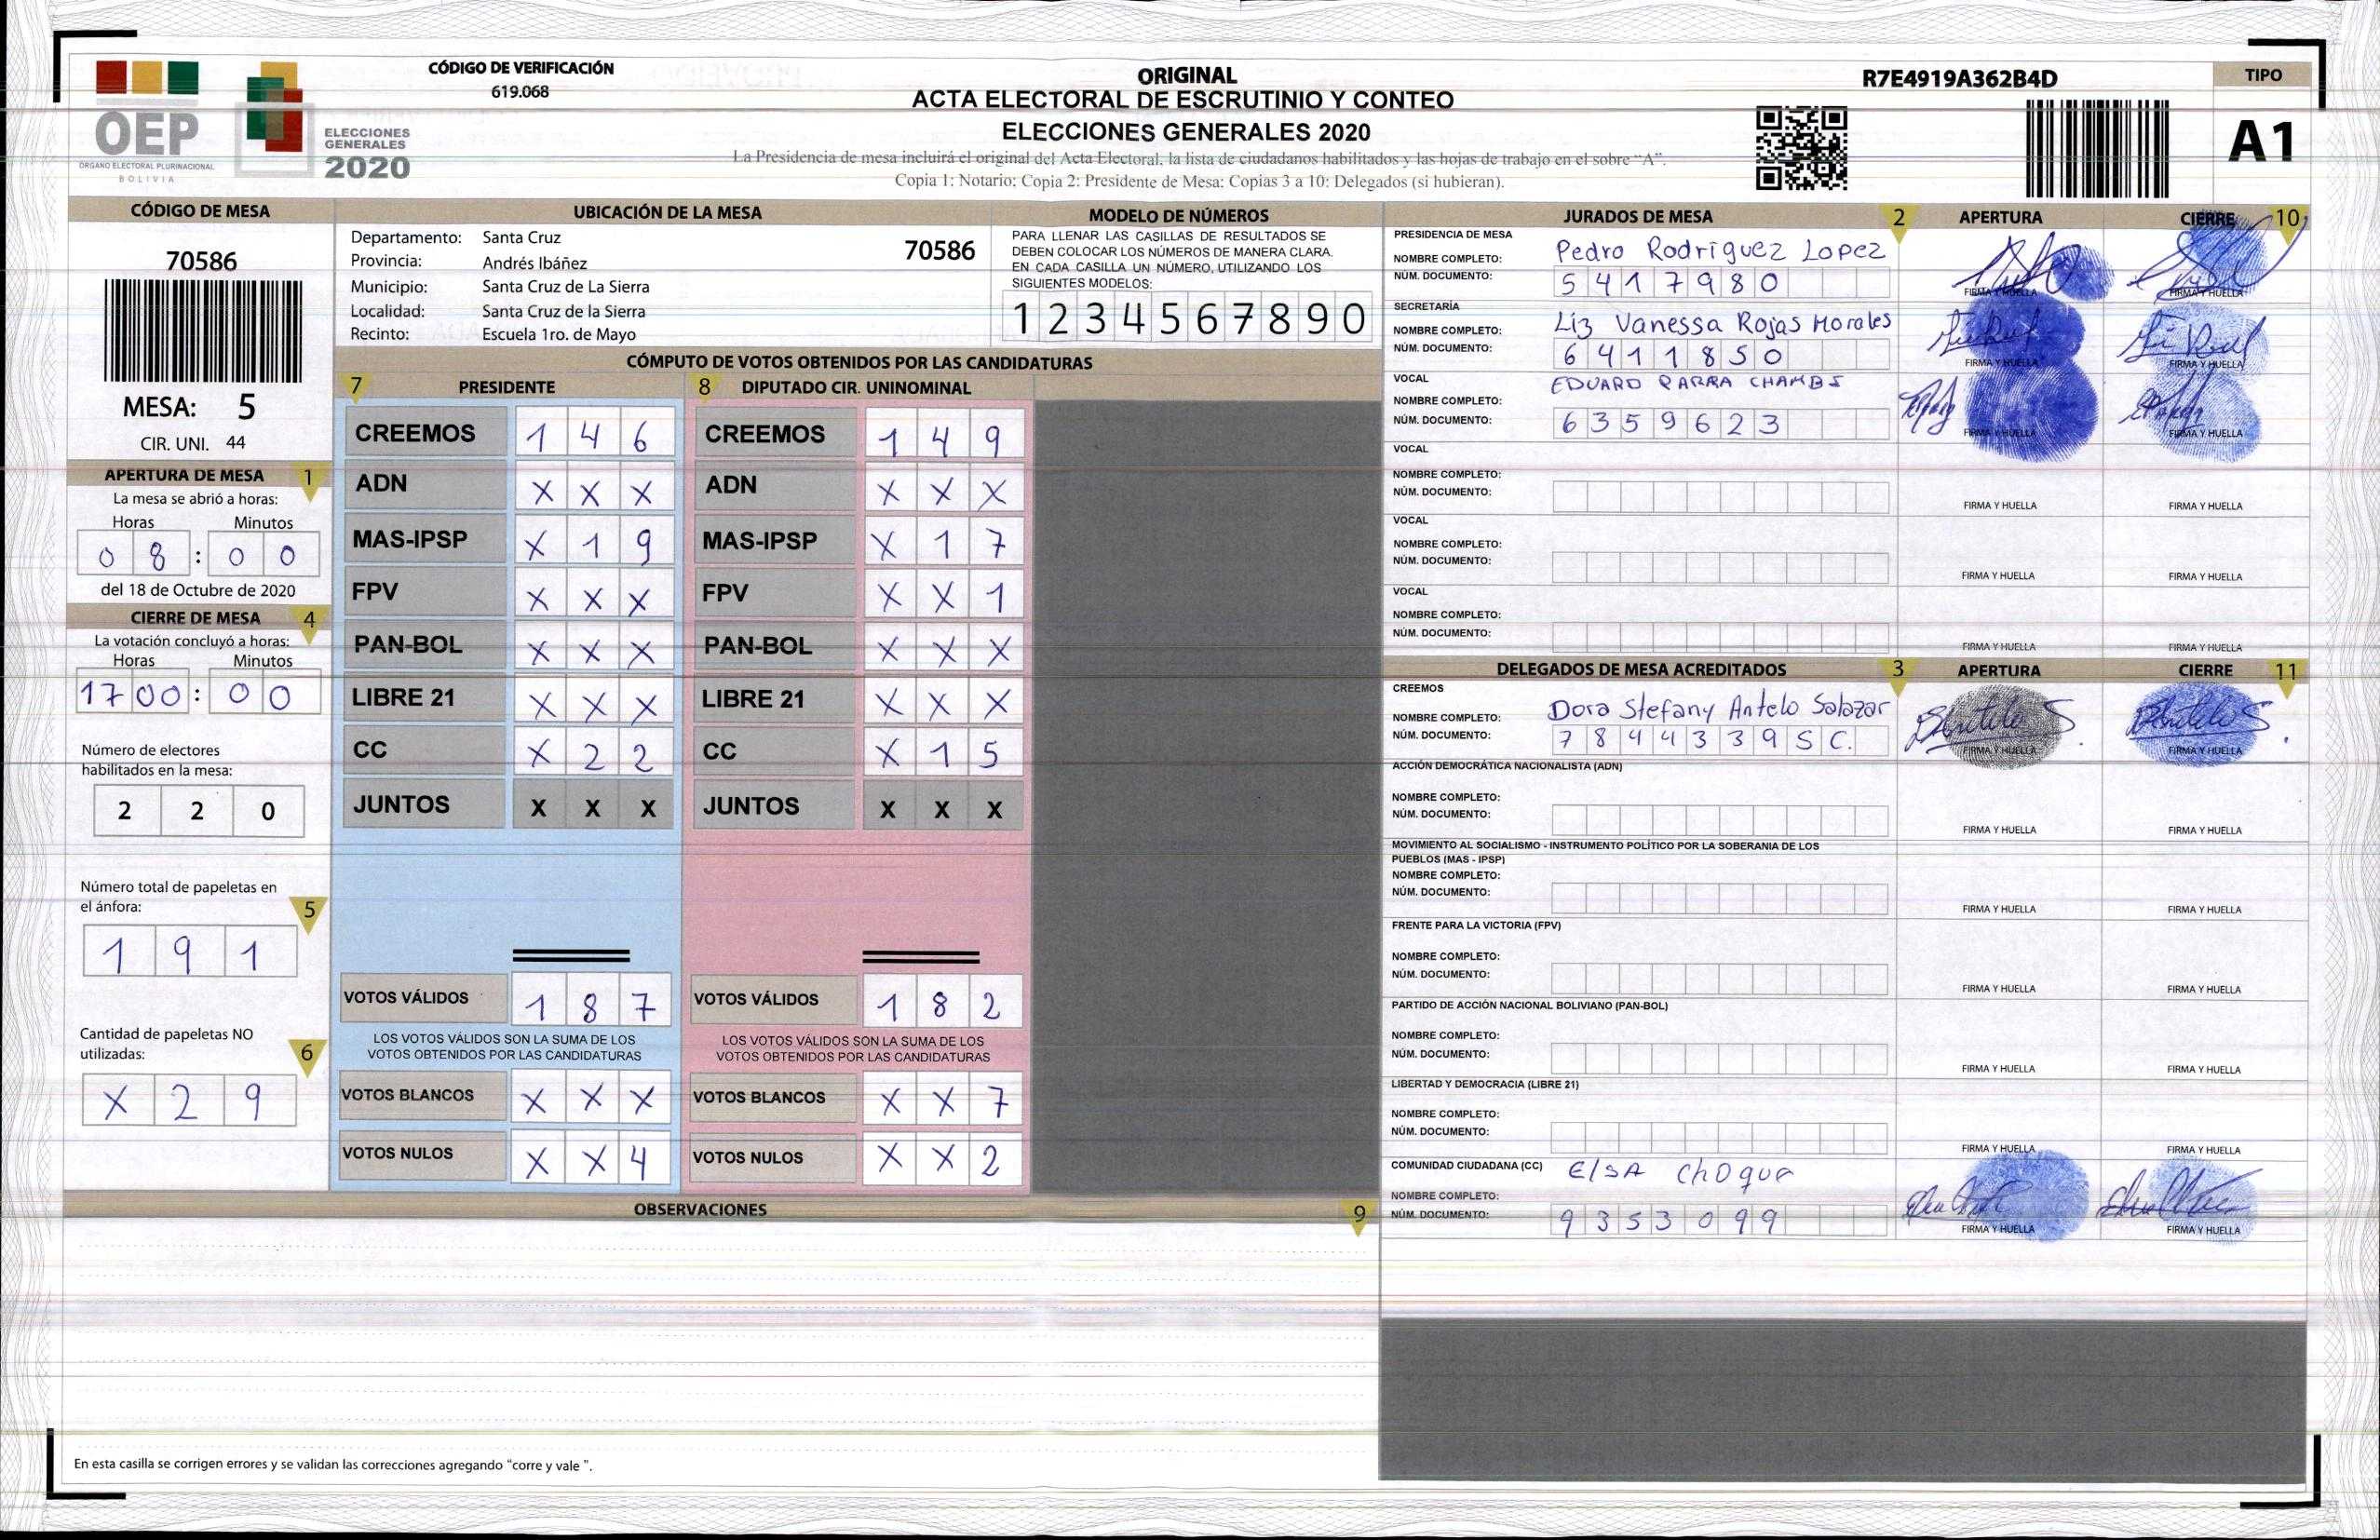 OEP
ÓRGANO ELECTORAL PLURINACIONAL
BOLIVIA
ELECCIONES
GENERALES
2020
CÓDIGO DE VERIFICACIÓN
619.068
ORIGINAL
ACTA ELECTORAL DE ESCRUTINIO Y CONTEO
ELECCIONES GENERALES 2020
La Presidencia de mesa incluirá el original del Acta Electoral, la lista de ciudadanos habilitados y las hojas de trabajo en el sobre "A".
Copia 1: Notario; Copia 2: Presidente de Mesa; Copias 3 a 10: Delegados (si hubieran).
R7E4919A362B4D
TIPO
A1
CÓDIGO DE MESA
70586
MESA: 5
CIR. UNI. 44
APERTURA DE MESA 1
La mesa se abrió a horas:
Horas Minutos
0 8 : 0 0
del 18 de Octubre de 2020
CIERRE DE MESA 4
La votación concluyó a horas:
Horas Minutos
17 00 : 0 0
Número de electores
habilitados en la mesa:
2 2 0
Número total de papeletas en
el ánfora: 5
1 9 1
Cantidad de papeletas NO
utilizadas: 6
X 2 9
UBICACIÓN DE LA MESA
Departamento: Santa Cruz 70586
Provincia: Andrés Ibáñez
Municipio: Santa Cruz de La Sierra
Localidad: Santa Cruz de la Sierra
Recinto: Escuela 1ro. de Mayo
MODELO DE NÚMEROS
PARA LLENAR LAS CASILLAS DE RESULTADOS SE
DEBEN COLOCAR LOS NÚMEROS DE MANERA CLARA.
EN CADA CASILLA UN NÚMERO, UTILIZANDO LOS
SIGUIENTES MODELOS:
1 2 3 4 5 6 7 8 9 0
CÓMPUTO DE VOTOS OBTENIDOS POR LAS CANDIDATURAS
7 PRESIDENTE 8 DIPUTADO CIR. UNINOMINAL
CREEMOS 1 4 6 CREEMOS 1 4 9
ADN X X X ADN X X X
MAS-IPSP X 1 9 MAS-IPSP X 1 7
FPV X X X FPV X X 1
PAN-BOL X X X PAN-BOL X X X
LIBRE 21 X X X LIBRE 21 X X X
CC X 2 2 CC X 1 5
JUNTOS X X X JUNTOS X X X
VOTOS VÁLIDOS 1 8 7 VOTOS VÁLIDOS 1 8 2
LOS VOTOS VÁLIDOS SON LA SUMA DE LOS LOS VOTOS VÁLIDOS SON LA SUMA DE LOS
VOTOS OBTENIDOS POR LAS CANDIDATURAS VOTOS OBTENIDOS POR LAS CANDIDATURAS
VOTOS BLANCOS X X X VOTOS BLANCOS X X 7
VOTOS NULOS X X 4 VOTOS NULOS X X 2
OBSERVACIONES 9
En esta casilla se corrigen errores y se validan las correcciones agregando "corre y vale ".
JURADOS DE MESA 2 APERTURA CIERRE 10
PRESIDENCIA DE MESA
NOMBRE COMPLETO: Pedro Rodriguez Lopez
NÚM. DOCUMENTO: 5 4 1 7 9 8 0
FIRMA Y HUELLA FIRMA Y HUELLA
SECRETARÍA
NOMBRE COMPLETO: Liz Vanessa Rojas Morales
NÚM. DOCUMENTO: 6 4 1 1 8 5 0
FIRMA Y HUELLA FIRMA Y HUELLA
VOCAL
NOMBRE COMPLETO: EDUARD PARRA CHAMBI
NÚM. DOCUMENTO: 6 3 5 9 6 2 3
FIRMA Y HUELLA FIRMA Y HUELLA
VOCAL
NOMBRE COMPLETO:
NÚM. DOCUMENTO:
FIRMA Y HUELLA FIRMA Y HUELLA
VOCAL
NOMBRE COMPLETO:
NÚM. DOCUMENTO:
FIRMA Y HUELLA FIRMA Y HUELLA
VOCAL
NOMBRE COMPLETO:
NÚM. DOCUMENTO:
FIRMA Y HUELLA FIRMA Y HUELLA
DELEGADOS DE MESA ACREDITADOS 3 APERTURA CIERRE 11
CREEMOS
NOMBRE COMPLETO: Dora Stefany Antelo Salazar
NÚM. DOCUMENTO: 7 8 4 4 3 3 9 S C.
FIRMA Y HUELLA FIRMA Y HUELLA
ACCIÓN DEMOCRÁTICA NACIONALISTA (ADN)
NOMBRE COMPLETO:
NÚM. DOCUMENTO:
FIRMA Y HUELLA FIRMA Y HUELLA
MOVIMIENTO AL SOCIALISMO - INSTRUMENTO POLÍTICO POR LA SOBERANIA DE LOS
PUEBLOS (MAS - IPSP)
NOMBRE COMPLETO:
NÚM. DOCUMENTO:
FIRMA Y HUELLA FIRMA Y HUELLA
FRENTE PARA LA VICTORIA (FPV)
NOMBRE COMPLETO:
NÚM. DOCUMENTO:
FIRMA Y HUELLA FIRMA Y HUELLA
PARTIDO DE ACCIÓN NACIONAL BOLIVIANO (PAN-BOL)
NOMBRE COMPLETO:
NÚM. DOCUMENTO:
FIRMA Y HUELLA FIRMA Y HUELLA
LIBERTAD Y DEMOCRACIA (LIBRE 21)
NOMBRE COMPLETO:
NÚM. DOCUMENTO:
FIRMA Y HUELLA FIRMA Y HUELLA
COMUNIDAD CIUDADANA (CC) ElSA ChOque
NOMBRE COMPLETO:
NÚM. DOCUMENTO: 9 3 5 3 0 9 9
FIRMA Y HUELLA FIRMA Y HUELLA